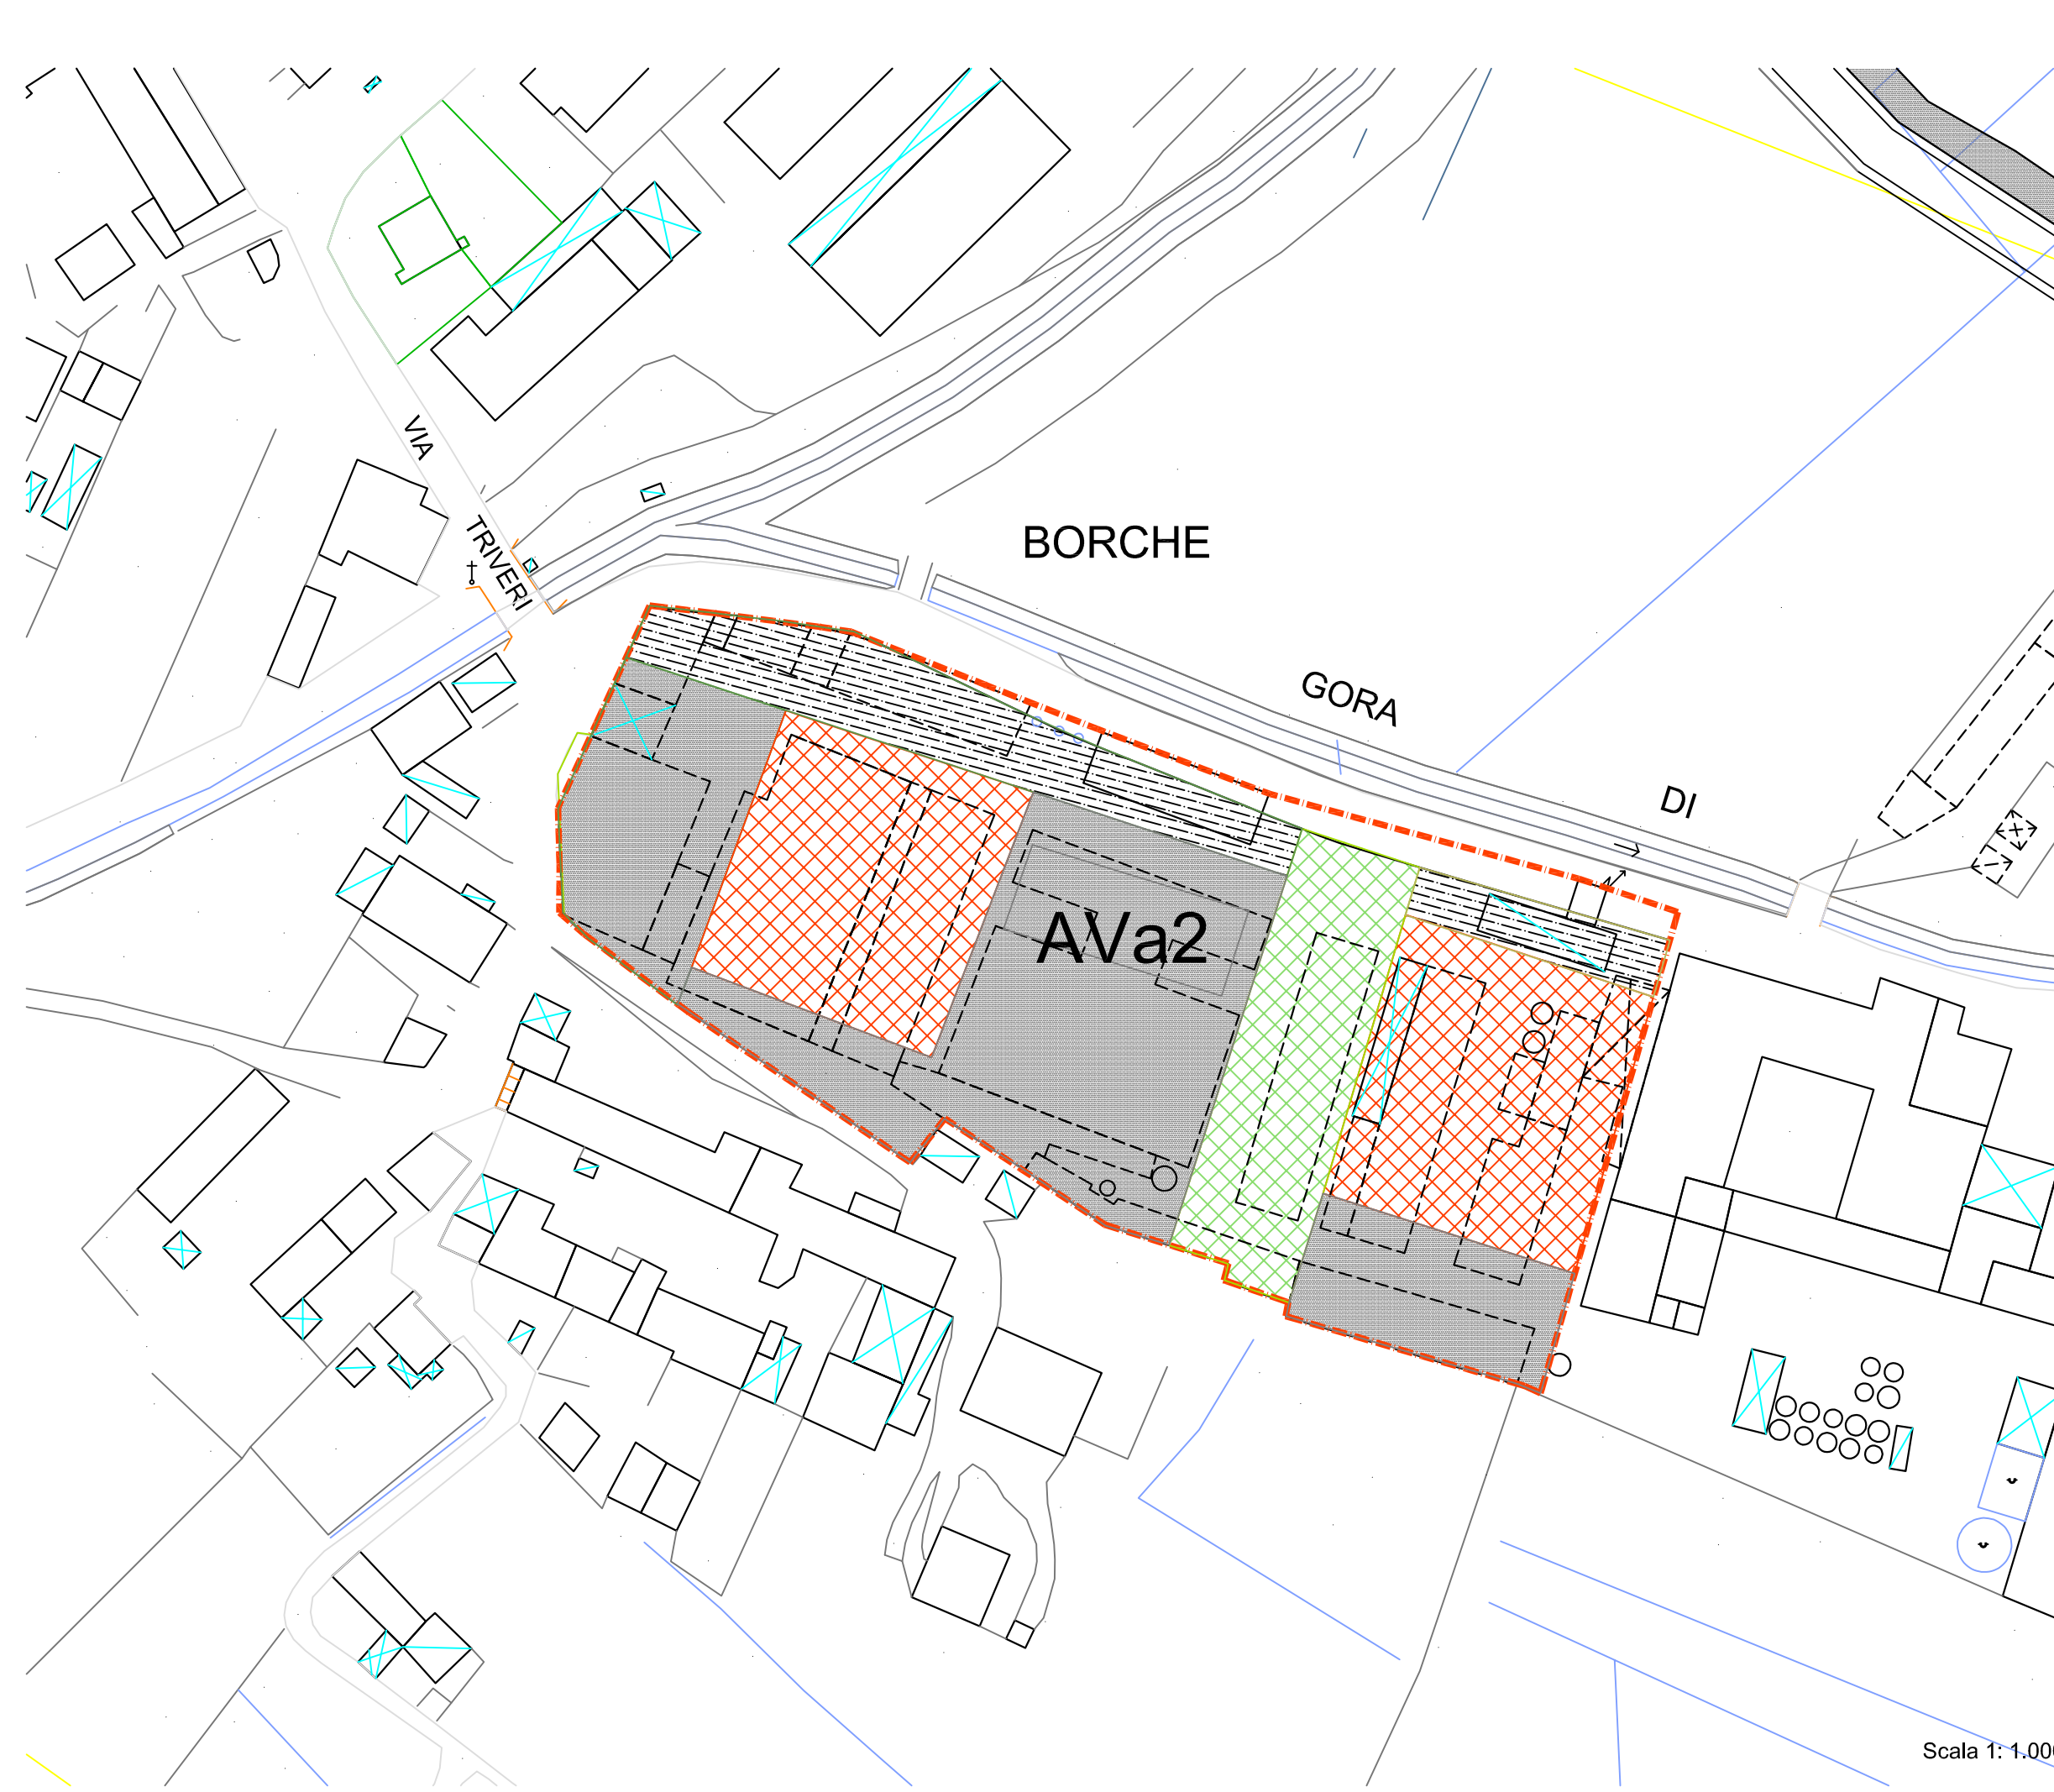 VIA
TRIVERI
BORCHE
GORA
DI
AVa2
Scala 1: 1.000